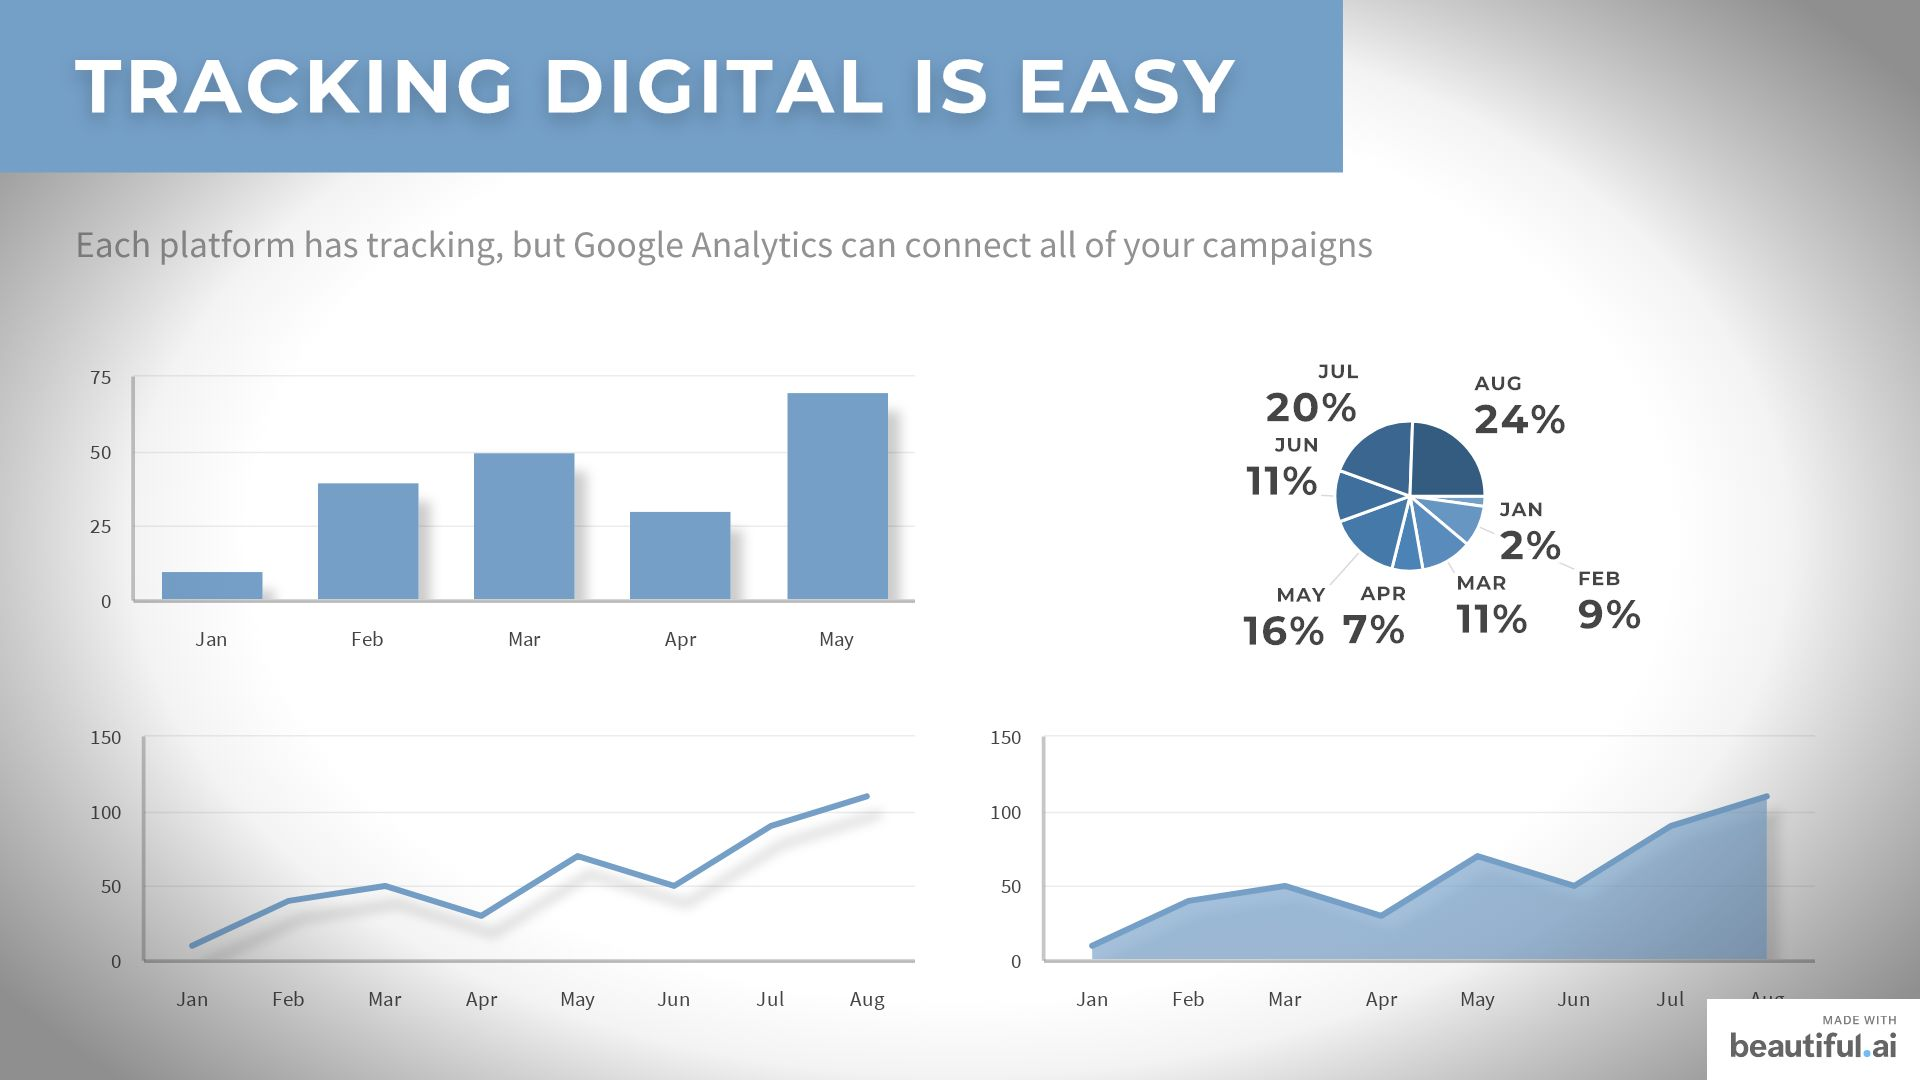 TRACKING DIGITAL IS EASY
Each platform has tracking, but Google Analytics can connect all of your campaigns
75
50
25
0
Jan Feb Mar Apr May
JUL
20%
AUG
24%
JUN
11%
JAN
2%
FEB
9%
MAR
11%
APR
7%
MAY
16%
150
100
50
0
Jan Feb Mar Apr May Jun Jul Aug
150
100
50
0
Jan Feb Mar Apr May Jun Jul Aug
MADE WITH
beautiful.ai